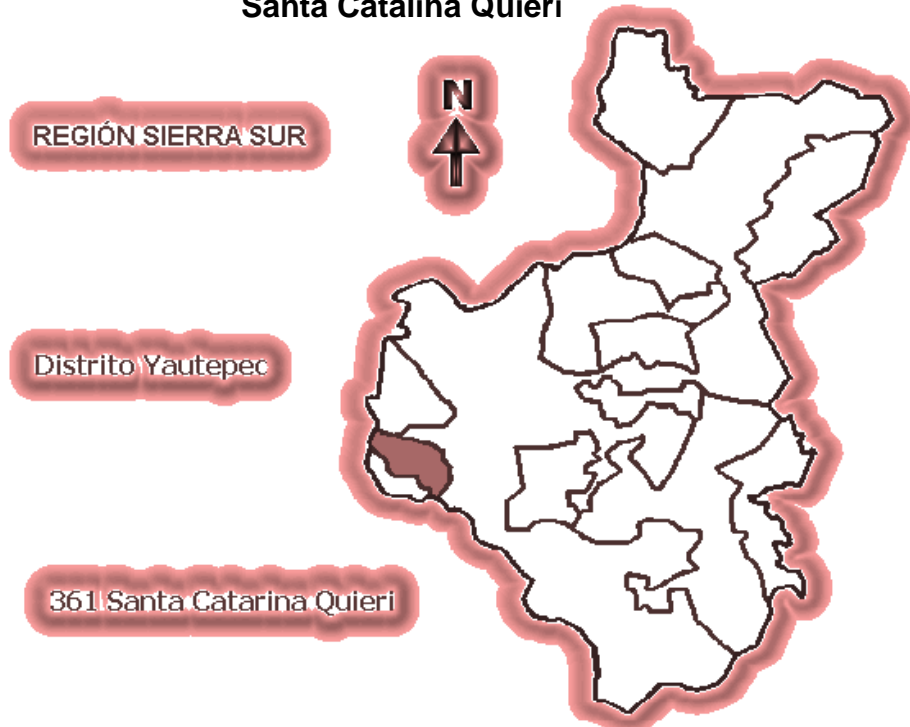 Santa Catalina Quieri
N
REGIÓN SIERRA SUR
Distrito Yautepec
361 Santa Catarina Quieri